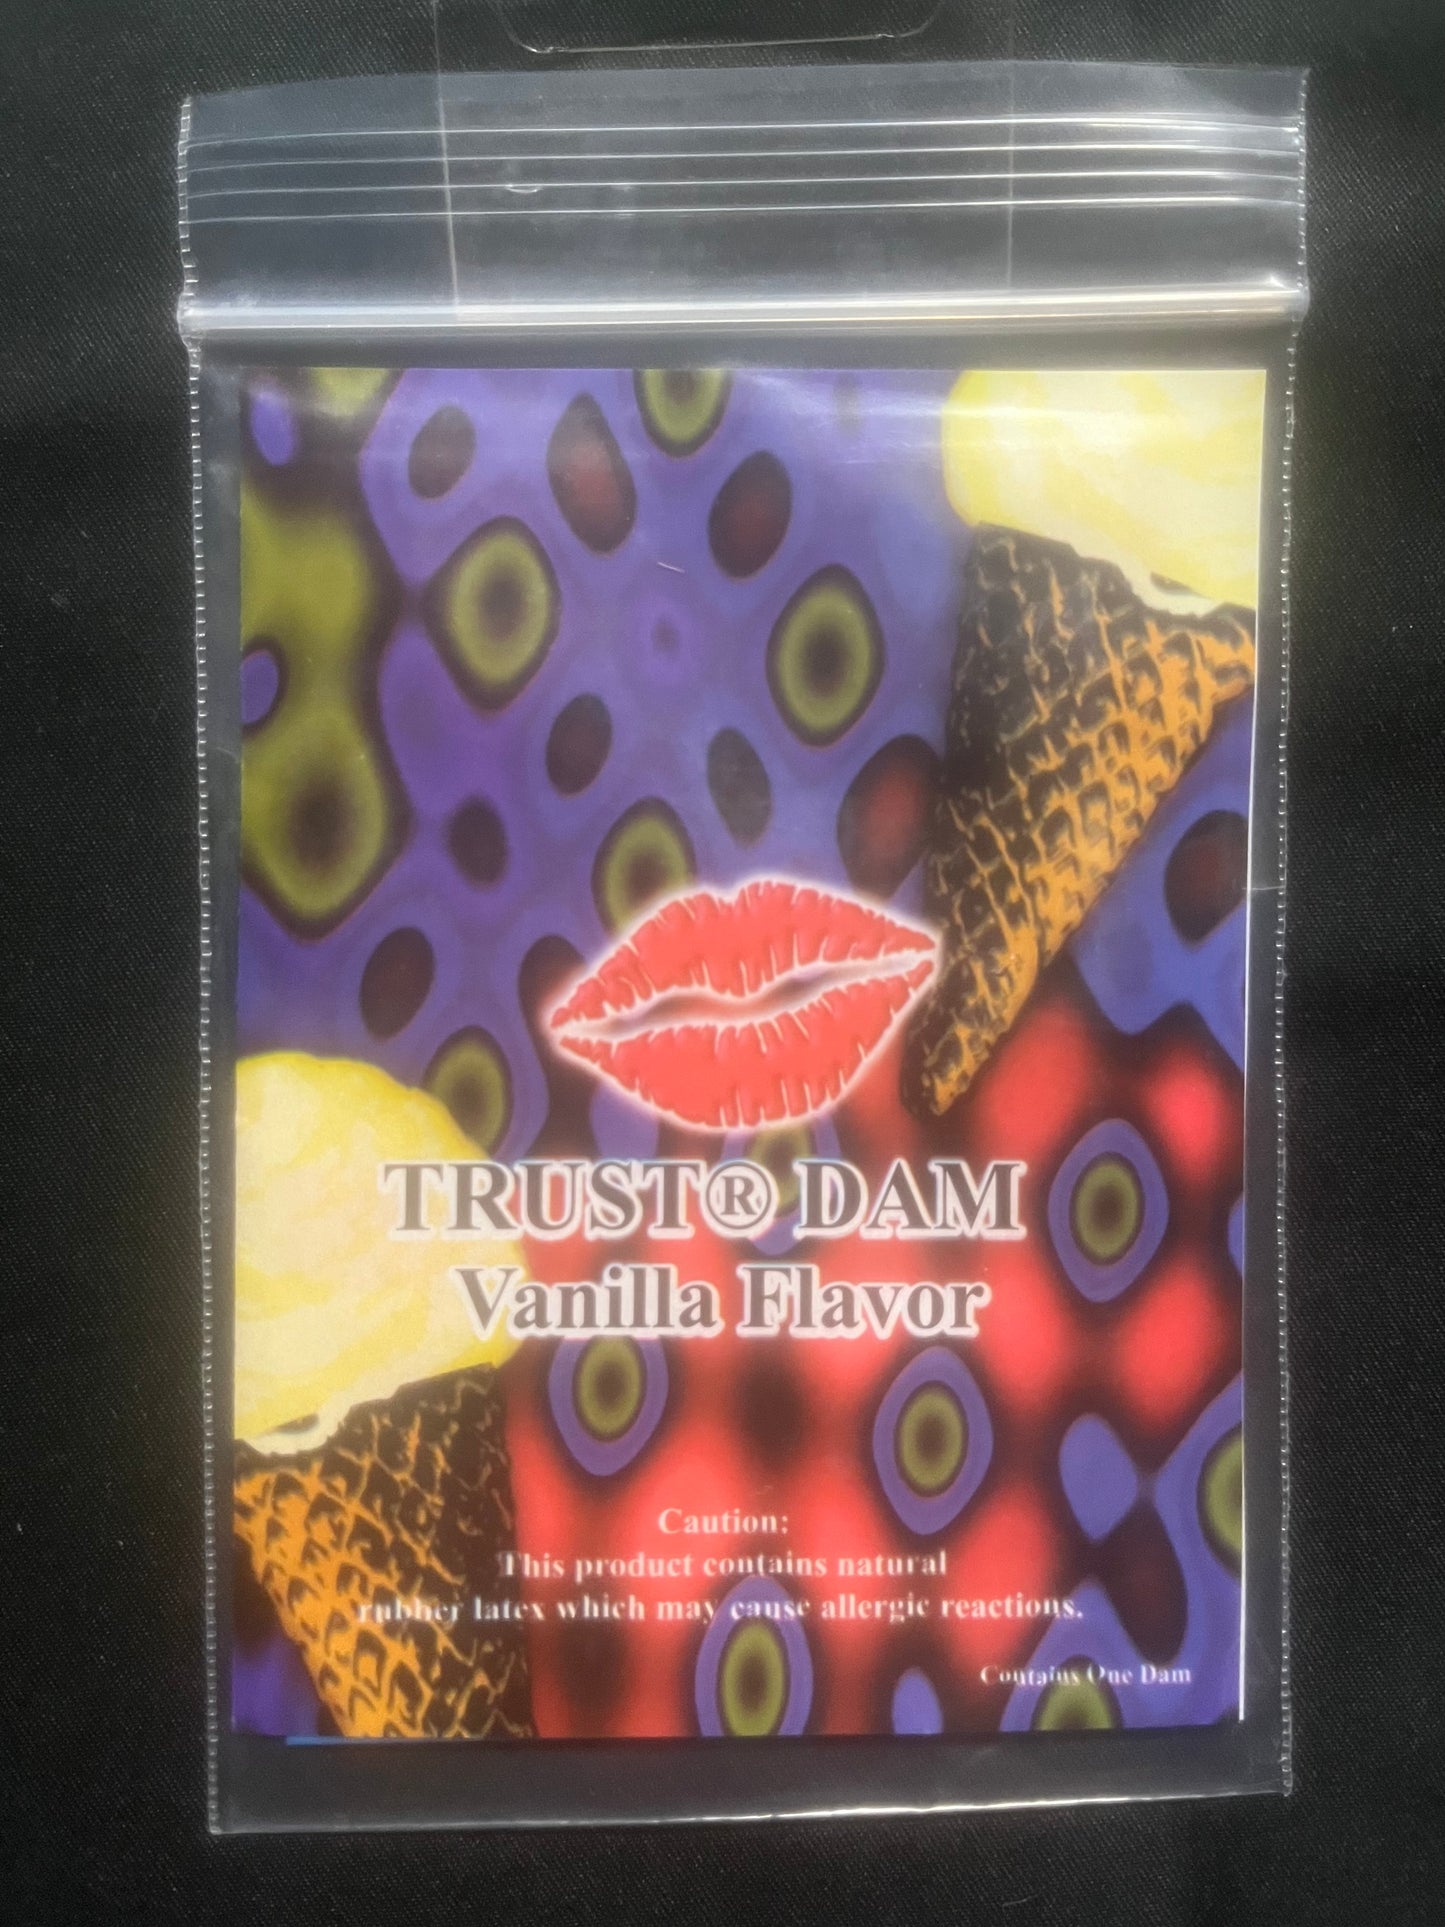 TRUST® DAM
Vanilla Flavor
Caution:
This product contains natural
rubber latex which may cause allergic reactions.
Contains One Dam